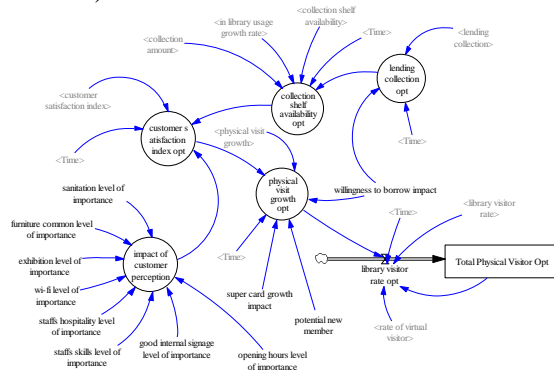 <collection shelf
availability>
<in library usage
growth rate>
<collection
amount>
<Time>
<lending
collection>
<customer
satisfaction index>
lending
collection
opt
collection
shelf
availability
opt
customer s
atisfaction
index opt
<physical visit
growth>
<Time>
<Time>
physical
visit
growth
opt
willingness to borrow impact
sanitation level of
importance
<Time>
<library visitor
rate>
furniture common level
of importance
<Time>
exhibition level of
importance
impact of
customer
perception
library visitor
rate opt
Total Physical Visitor Opt
wi-fi level of
importance
super card growth
impact
potential new
member
staffs hospitality level
of importance
<rate of virtual
visitor>
staffs skills level of
importance
good internal signage
level of importance
opening hours level of
importance